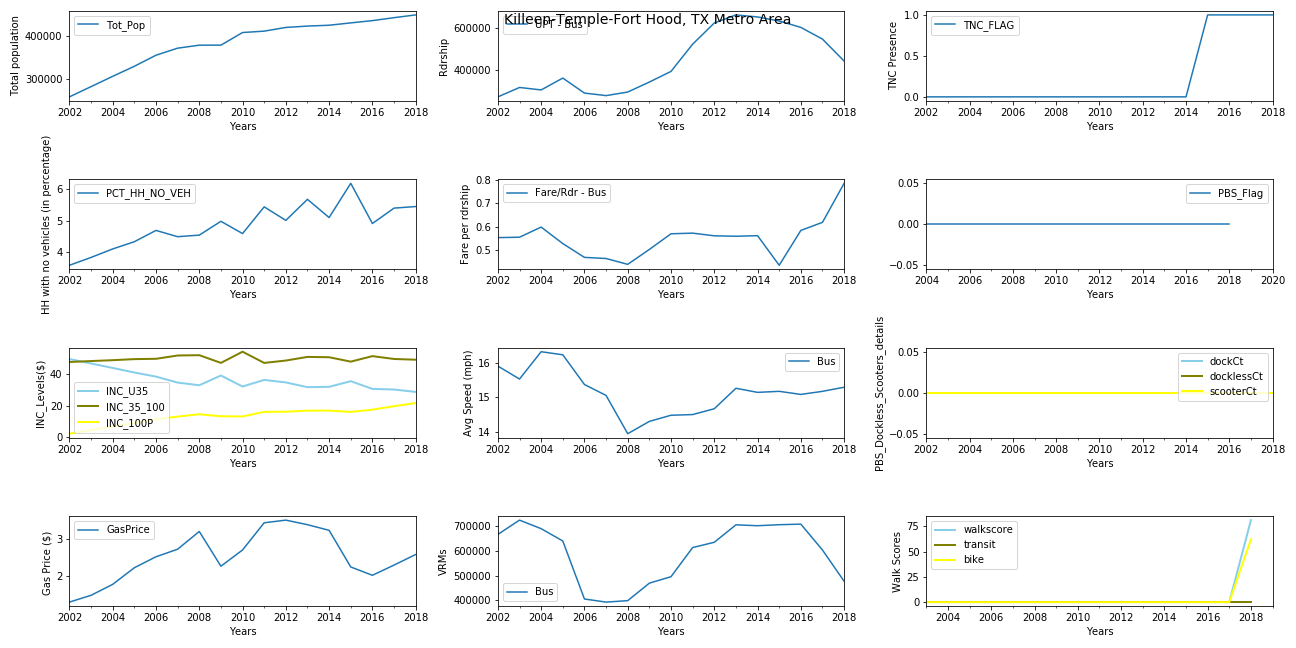 Killeen-Temple-Fort Hood, TX Metro Area
Total population
400000
300000
Tot_Pop
2002 2004 2006 2008 2010 2012 2014 2016 2018
Years
Rdrship
600000
400000
UPT - Bus
2002 2004 2006 2008 2010 2012 2014 2016 2018
Years
TNC Presence
1.0
0.5
0.0
TNC_FLAG
2002 2004 2006 2008 2010 2012 2014 2016 2018
Years
HH with no vehicles (in percentage)
6
5
4
PCT_HH_NO_VEH
2002 2004 2006 2008 2010 2012 2014 2016 2018
Years
Fare per rdrship
0.8
0.7
0.6
0.5
Fare/Rdr - Bus
2002 2004 2006 2008 2010 2012 2014 2016 2018
Years
0.05
0.00
−0.05
PBS_Flag
2004 2006 2008 2010 2012 2014 2016 2018 2020
Years
INC_Levels($)
40
20
0
INC_U35
INC_35_100
INC_100P
2002 2004 2006 2008 2010 2012 2014 2016 2018
Years
Avg Speed (mph)
16
15
14
Bus
2002 2004 2006 2008 2010 2012 2014 2016 2018
Years
PBS_Dockless_Scooters_details
0.05
0.00
−0.05
dockCt
docklessCt
scooterCt
2002 2004 2006 2008 2010 2012 2014 2016 2018
Years
Gas Price ($)
3
2
GasPrice
2002 2004 2006 2008 2010 2012 2014 2016 2018
Years
VRMs
700000
600000
500000
400000
Bus
2002 2004 2006 2008 2010 2012 2014 2016 2018
Years
Walk Scores
75
50
25
0
walkscore
transit
bike
2004 2006 2008 2010 2012 2014 2016 2018
Years